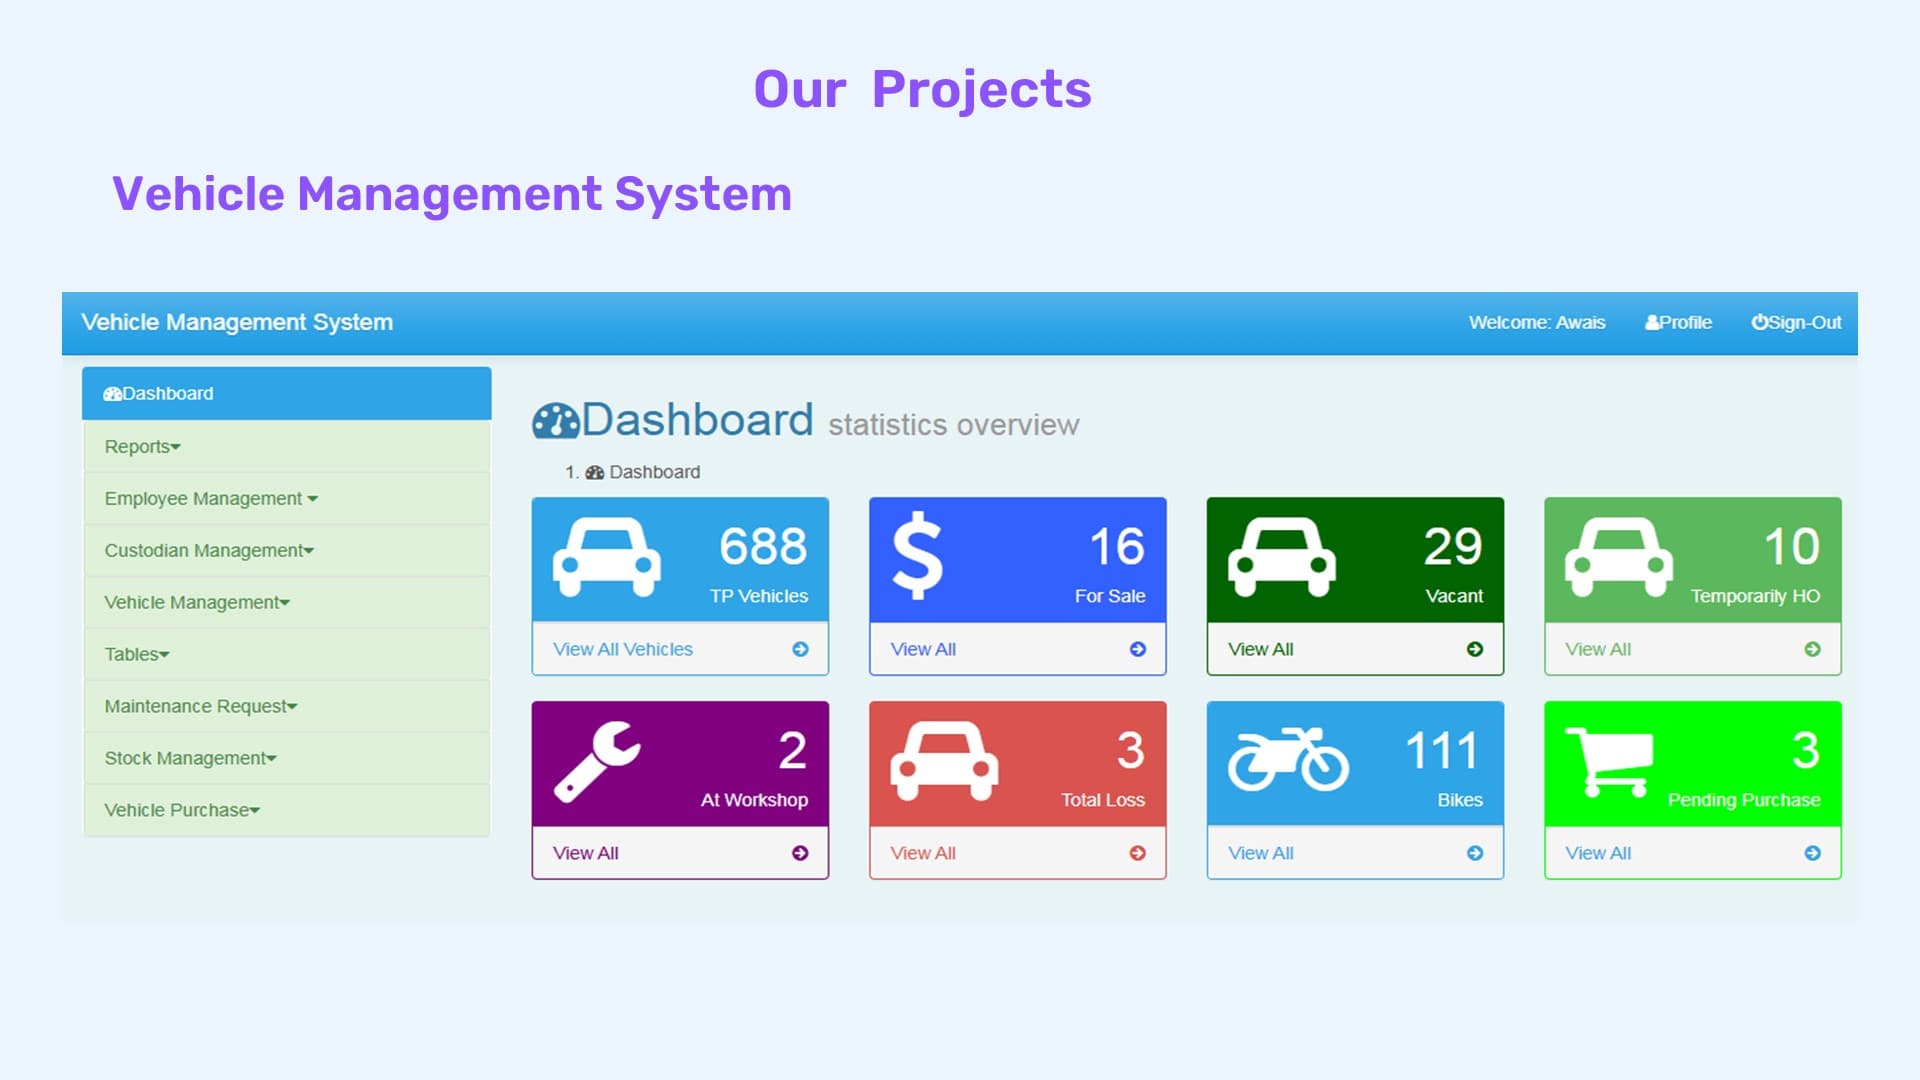 Our Projects
Vehicle Management System
Vehicle Management System
Welcome: Awais
Profile
Sign-Out
Dashboard
Reports
Employee Management
Custodian Management
Vehicle Management
Tables
Maintenance Request
Stock Management
Vehicle Purchase
Dashboard statistics overview
1. Dashboard
688
TP Vehicles
View All Vehicles
$
16
For Sale
View All
29
Vacant
View All
10
Temporarily HO
View All
2
At Workshop
View All
3
Total Loss
View All
111
Bikes
View All
3
Pending Purchase
View All